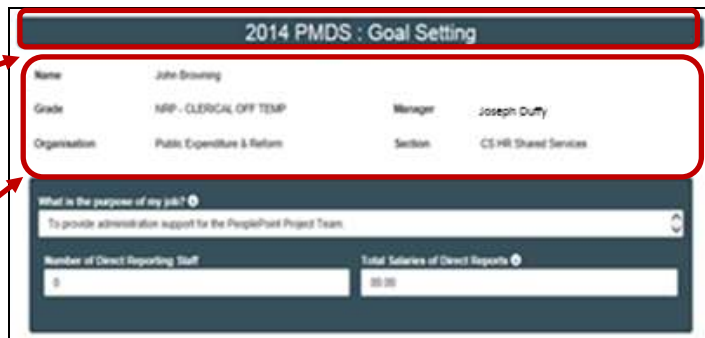 2014 PMDS : Goal Setting
Name John Browning
Grade NRP - CLERICAL OFF TEMP Manager Joseph Duffy
Organisation Public Expenditure & Reform Section CS HR Shared Services
What is the purpose of my job?
To provide administration support for the PeoplePoint Project Team.
Number of Direct Reporting Staff Total Salaries of Direct Reports
0 00.00